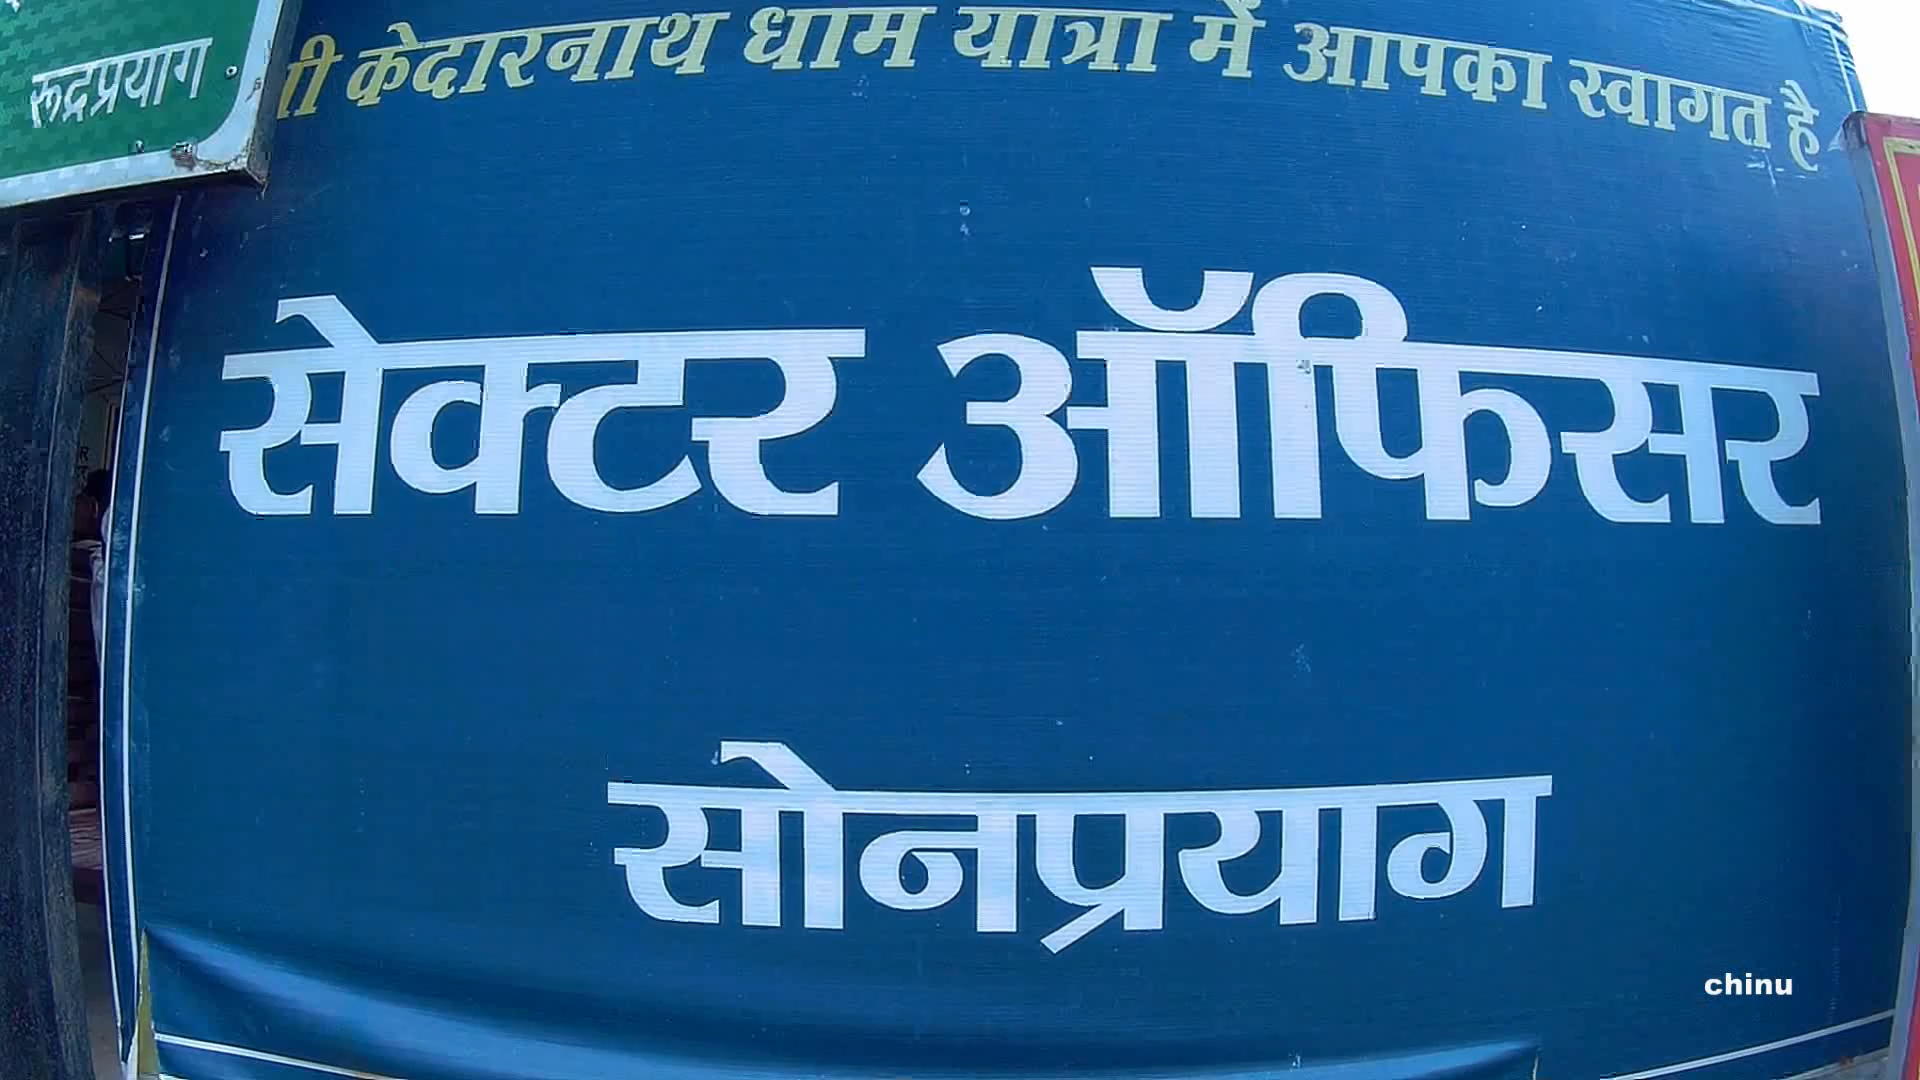 रूद्रप्रयाग
केदारनाथ धाम यात्रा में आपका स्वागत है
सेक्टर ऑफिसर
सोनप्रयाग
chinu